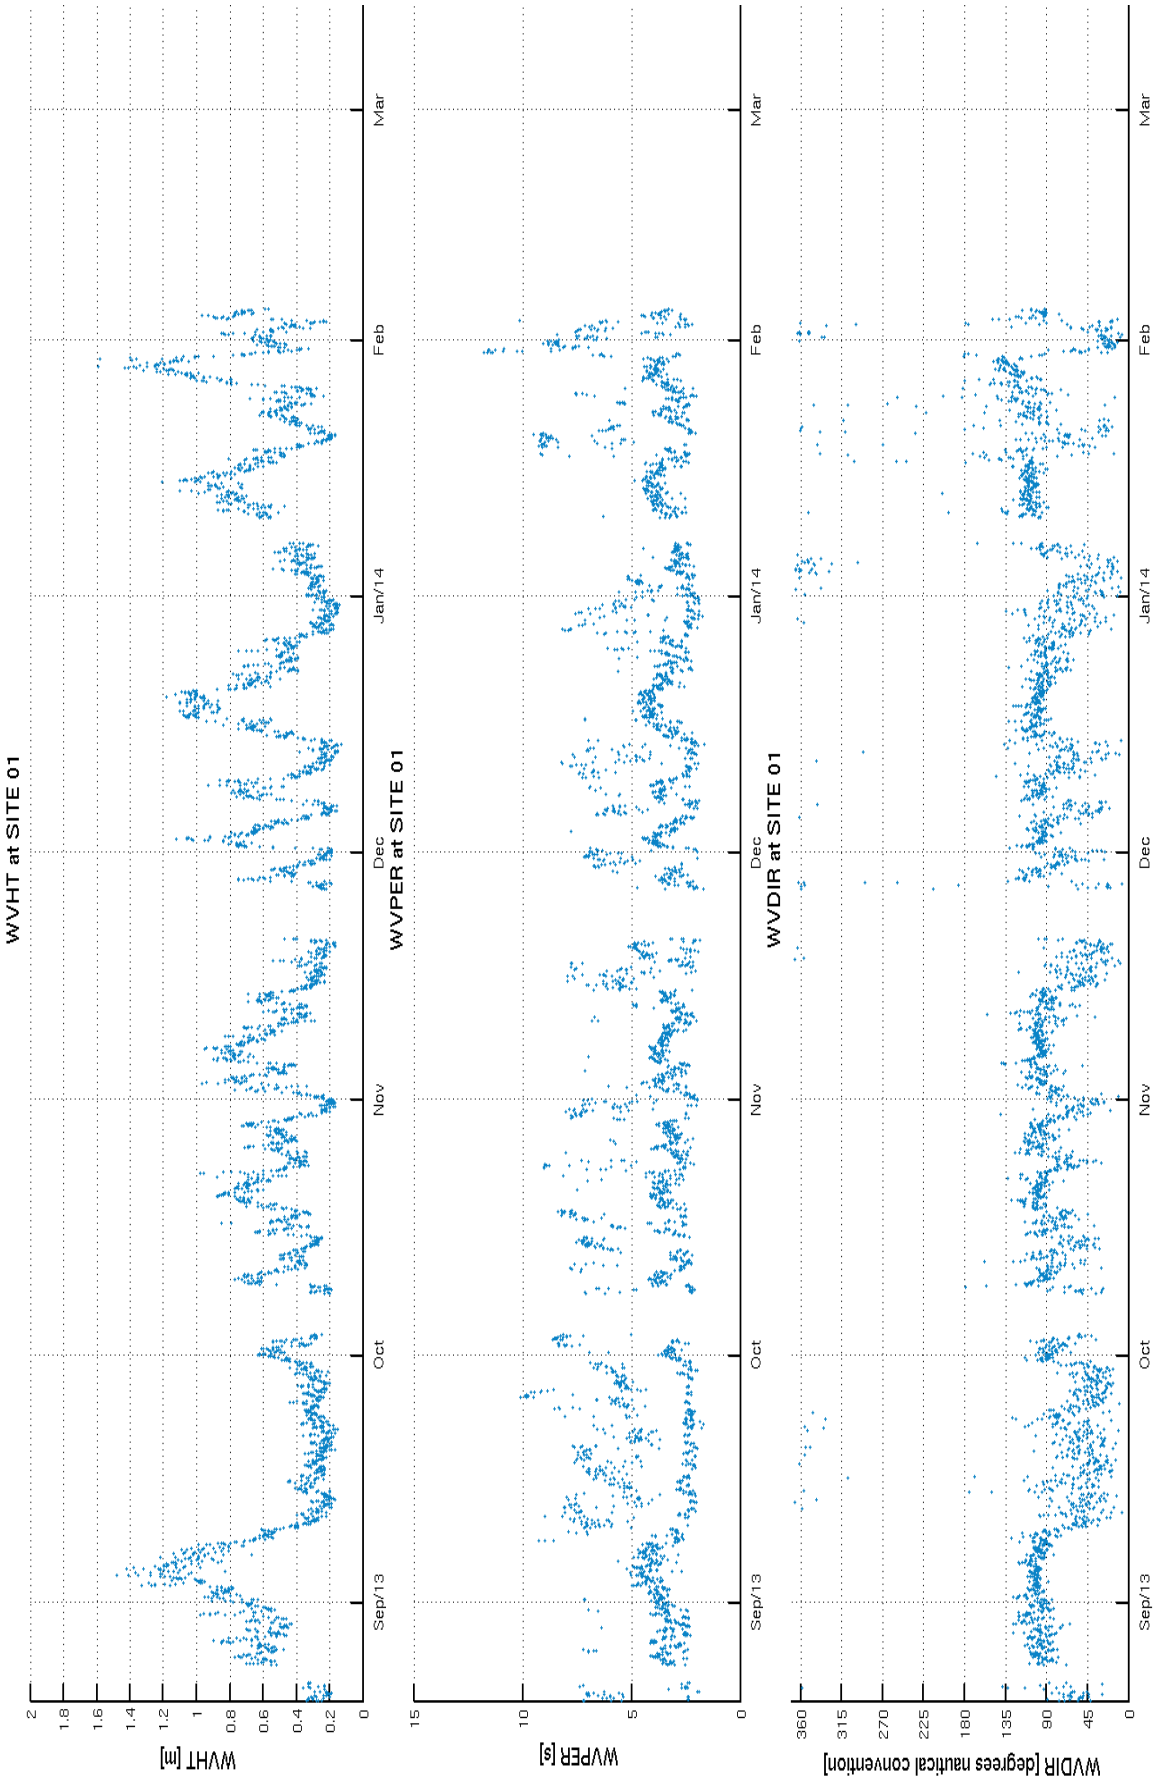 WVHT at SITE 01
WVHT [m]
2
1.8
1.6
1.4
1.2
1
0.8
0.6
0.4
0.2
0
Sep/13
Oct
Nov
Dec
Jan/14
Feb
Mar
WVPER at SITE 01
WVPER [s]
15
10
5
0
Sep/13
Oct
Nov
Dec
Jan/14
Feb
Mar
WVDIR at SITE 01
WVDIR [degrees nautical convention]
360
315
270
225
180
135
90
45
0
Sep/13
Oct
Nov
Dec
Jan/14
Feb
Mar